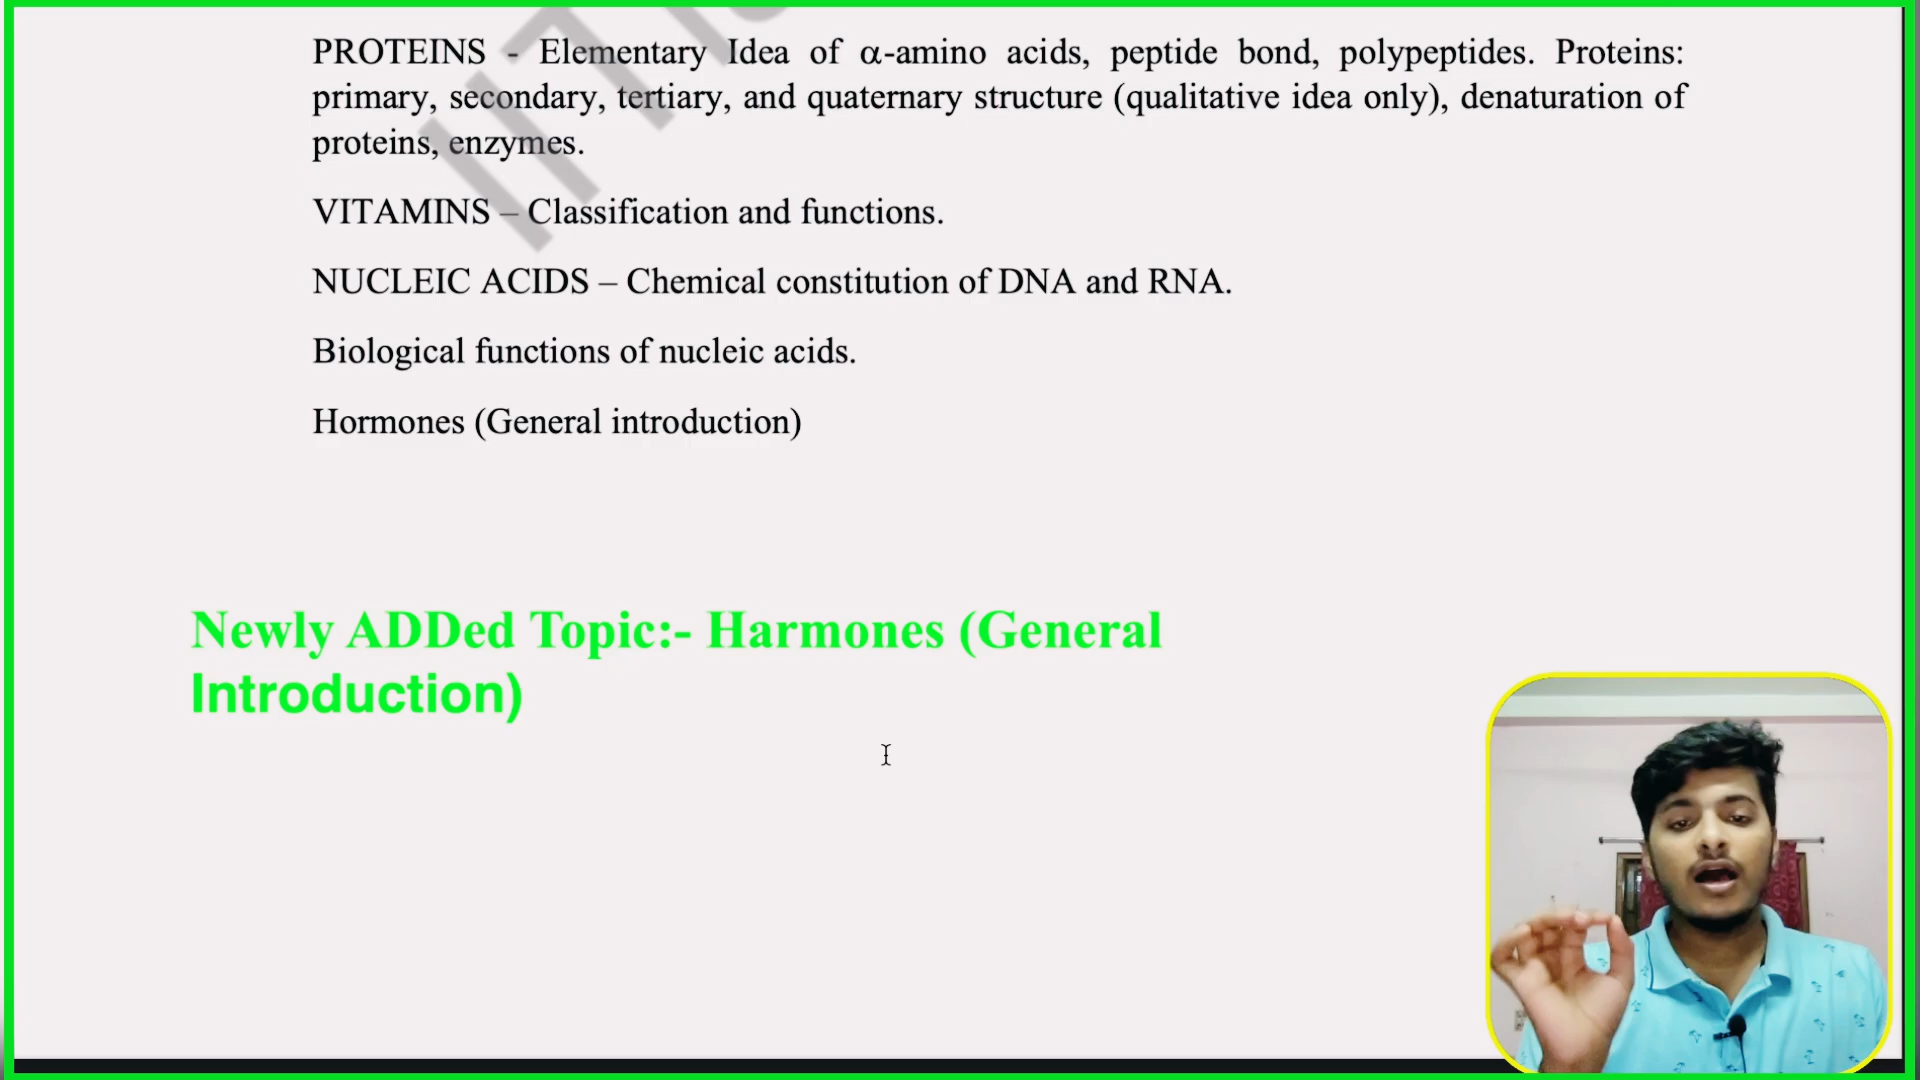 PROTEINS - Elementary Idea of α-amino acids, peptide bond, polypeptides. Proteins:
primary, secondary, tertiary, and quaternary structure (qualitative idea only), denaturation of
proteins, enzymes.
VITAMINS – Classification and functions.
NUCLEIC ACIDS – Chemical constitution of DNA and RNA.
Biological functions of nucleic acids.
Hormones (General introduction)
Newly ADDed Topic:- Harmones (General
Introduction)